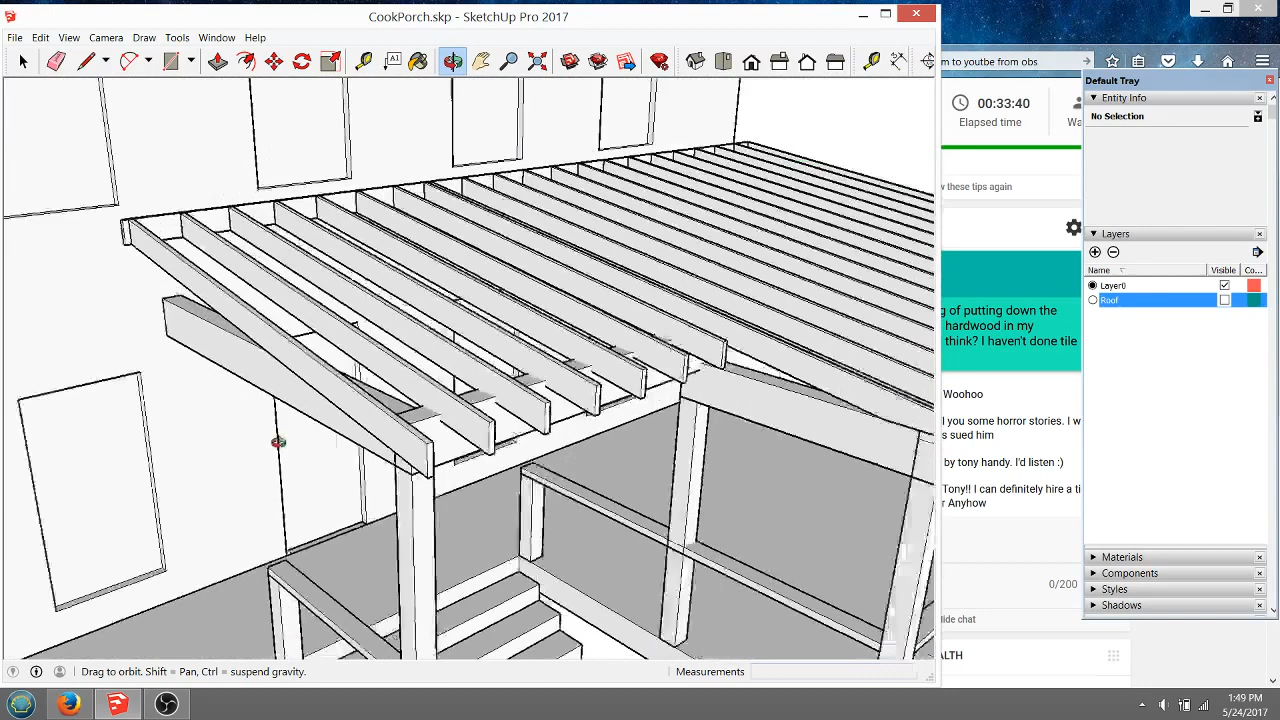 CookPorch.skp - SketchUp Pro 2017
File Edit View Camera Draw Tools Window Help
m to youtbe from obs
Default Tray
Entity Info
No Selection
00:33:40
Elapsed time
Wa
w these tips again
Layers
Name Visible Co...
Layer0
Roof
g of putting down the
hardwood in my
think? I haven't done tile
Woohoo
l you some horror stories. I w
s sued him
by tony handy. I'd listen :)
Tony!! I can definitely hire a ti
r Anyhow
Materials
Components
Styles
Shadows
0/200
lide chat
ALTH
Drag to orbit. Shift = Pan, Ctrl = suspend gravity.
Measurements
1:49 PM
5/24/2017